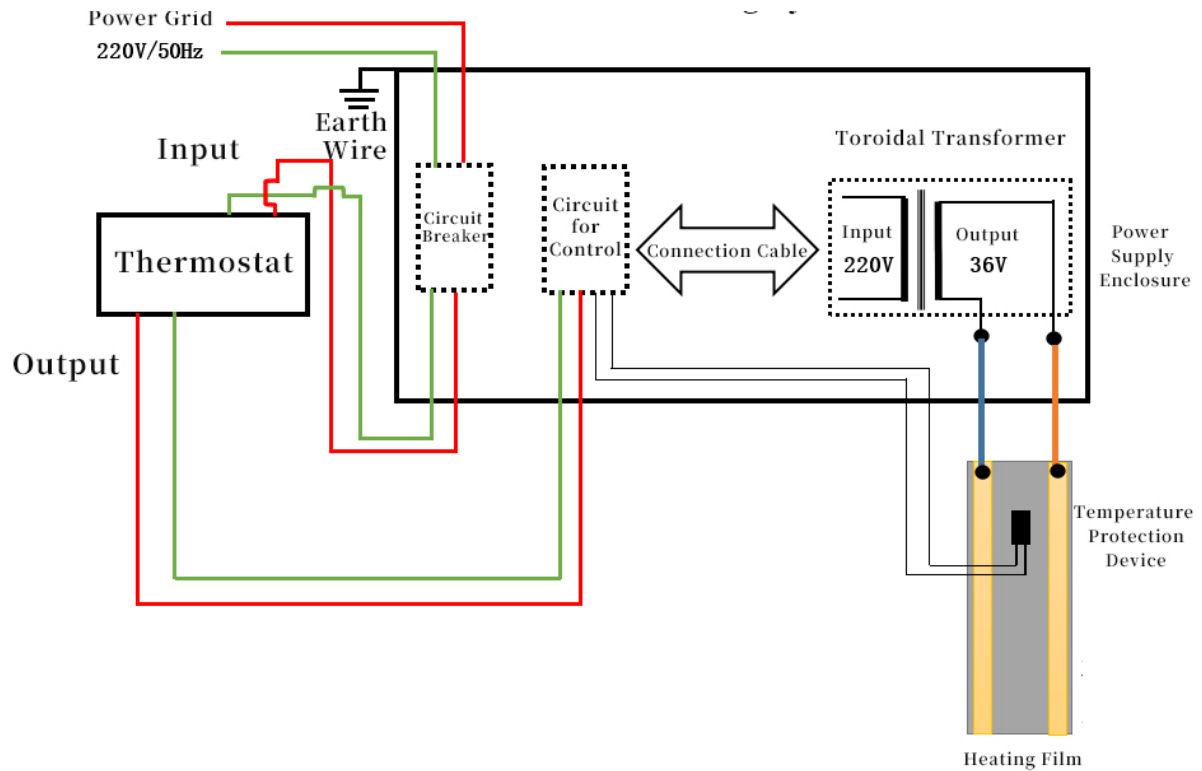 Power Grid
220V/50Hz
Earth
Wire
Input
Thermostat
Output
Circuit
Breaker
Circuit
for
Control
Connection Cable
Toroidal Transformer
Input
220V
Output
36V
Power
Supply
Enclosure
Temperature
Protection
Device
Heating Film